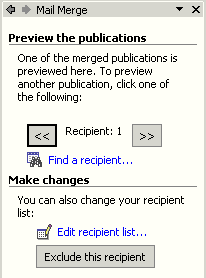 Mail Merge
Preview the publications
One of the merged publications is
previewed here. To preview
another publication, click one of
the following:
<< Recipient: 1 >>
Find a recipient...
Make changes
You can also change your recipient
list:
Edit recipient list...
Exclude this recipient